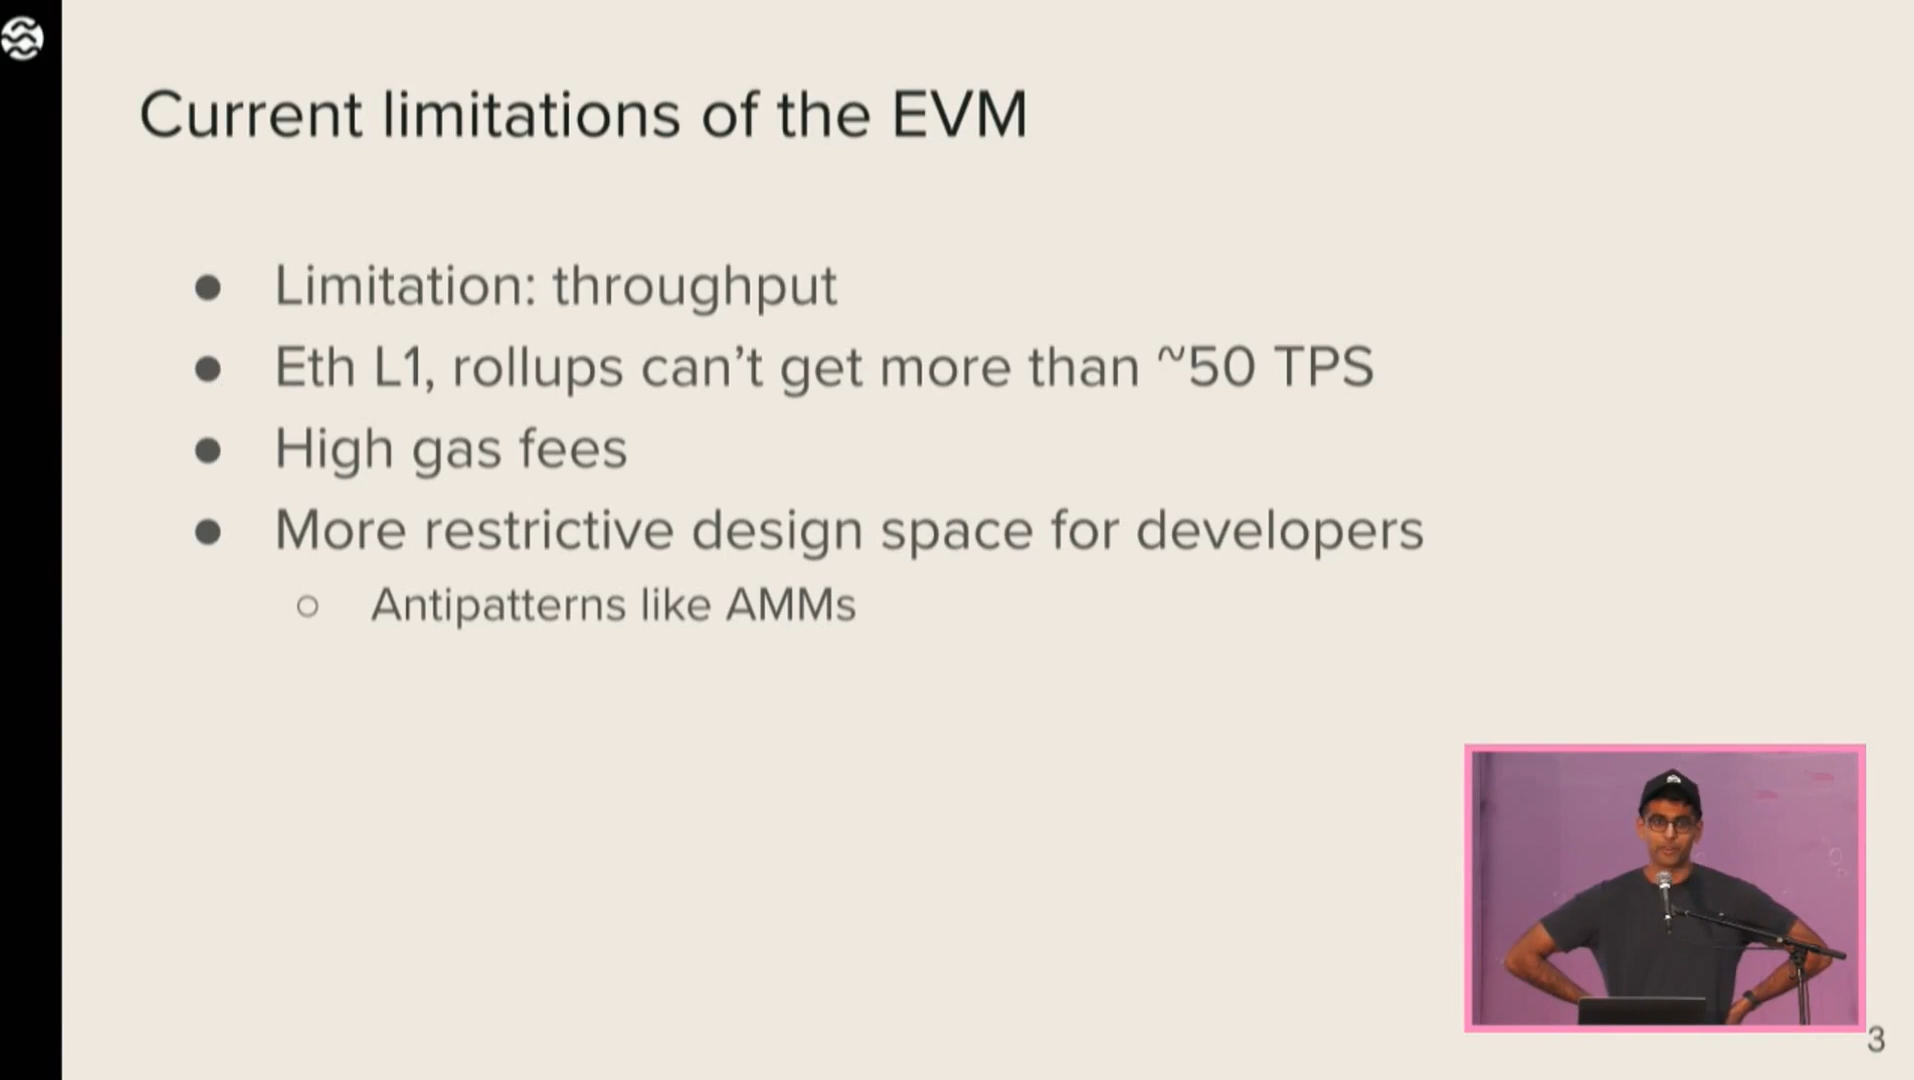 Current limitations of the EVM
● Limitation: throughput
● Eth L1, rollups can't get more than ~50 TPS
● High gas fees
● More restrictive design space for developers
○ Antipatterns like AMMs
3